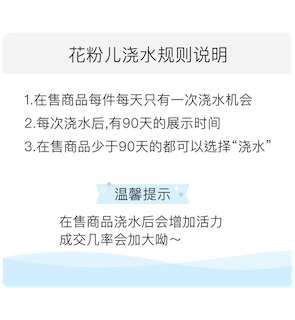 花粉儿浇水规则说明
1.在售商品每件每天只有一次浇水机会
2.每次浇水后,有90天的展示时间
3.在售商品少于90天的都可以选择“浇水”
温馨提示
在售商品浇水后会增加活力
成交几率会加大呦～